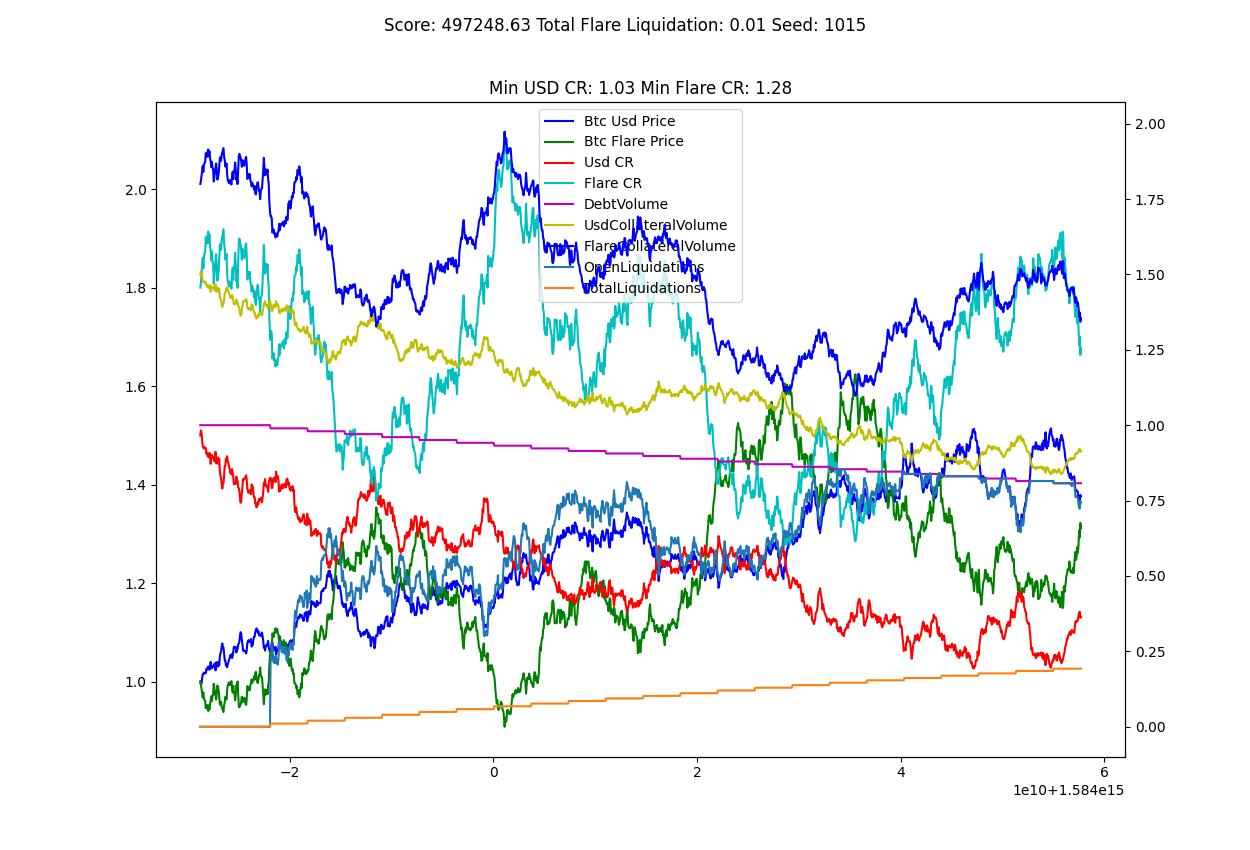 Score: 497248.63 Total Flare Liquidation: 0.01 Seed: 1015
Min USD CR: 1.03 Min Flare CR: 1.28
Btc Usd Price
Btc Flare Price
Usd CR
Flare CR
DebtVolume
UsdCollateralVolume
FlareCollateralVolume
OpenLiquidations
TotalLiquidations
2.0
1.8
1.6
1.4
1.2
1.0
2.00
1.75
1.50
1.25
1.00
0.75
0.50
0.25
0.00
−2
0
2
4
6
1e10+1.584e15